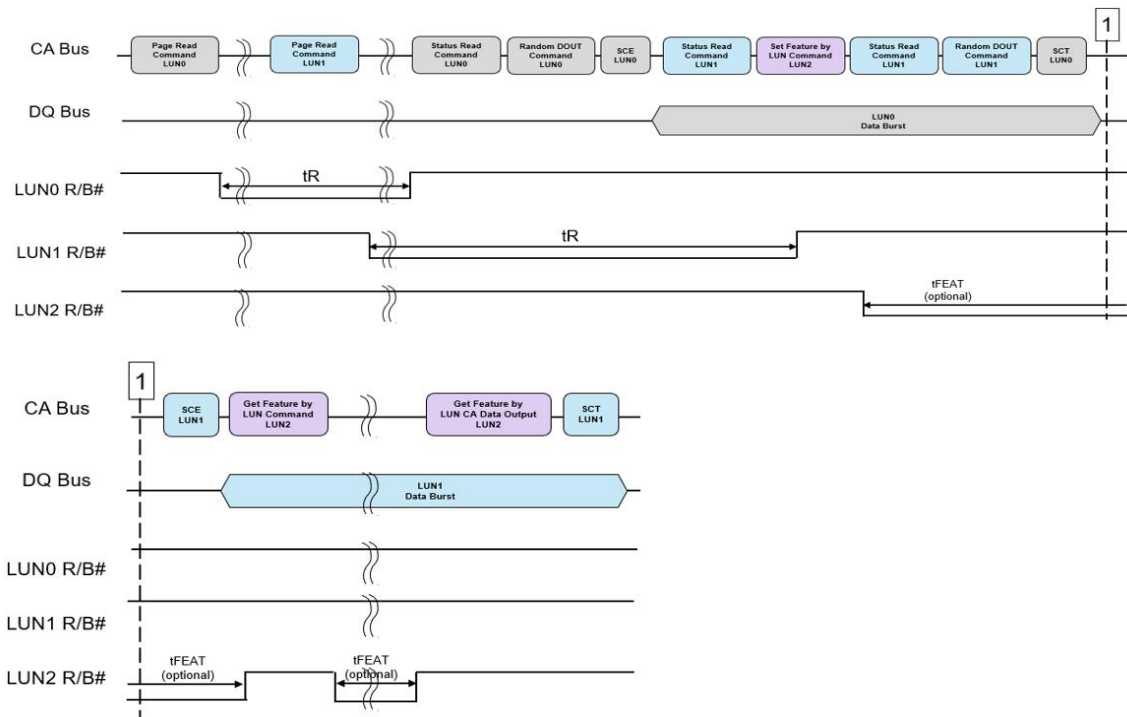 1
CA Bus
Page Read
Command
LUN0
Page Read
Command
LUN1
Status Read
Command
LUN0
Random DOUT
Command
LUN0
SCE
LUN0
Status Read
Command
LUN1
Set Feature by
LUN Command
LUN2
Status Read
Command
LUN1
Random DOUT
Command
LUN1
SCT
LUN0
DQ Bus
LUN0
Data Burst
LUN0 R/B#
tR
LUN1 R/B#
tR
LUN2 R/B#
tFEAT
(optional)
1
CA Bus
SCE
LUN1
Get Feature by
LUN Command
LUN2
Get Feature by
LUN CA Data Output
LUN2
SCT
LUN1
DQ Bus
LUN1
Data Burst
LUN0 R/B#
LUN1 R/B#
LUN2 R/B#
tFEAT
(optional)
tFEAT
(optional)